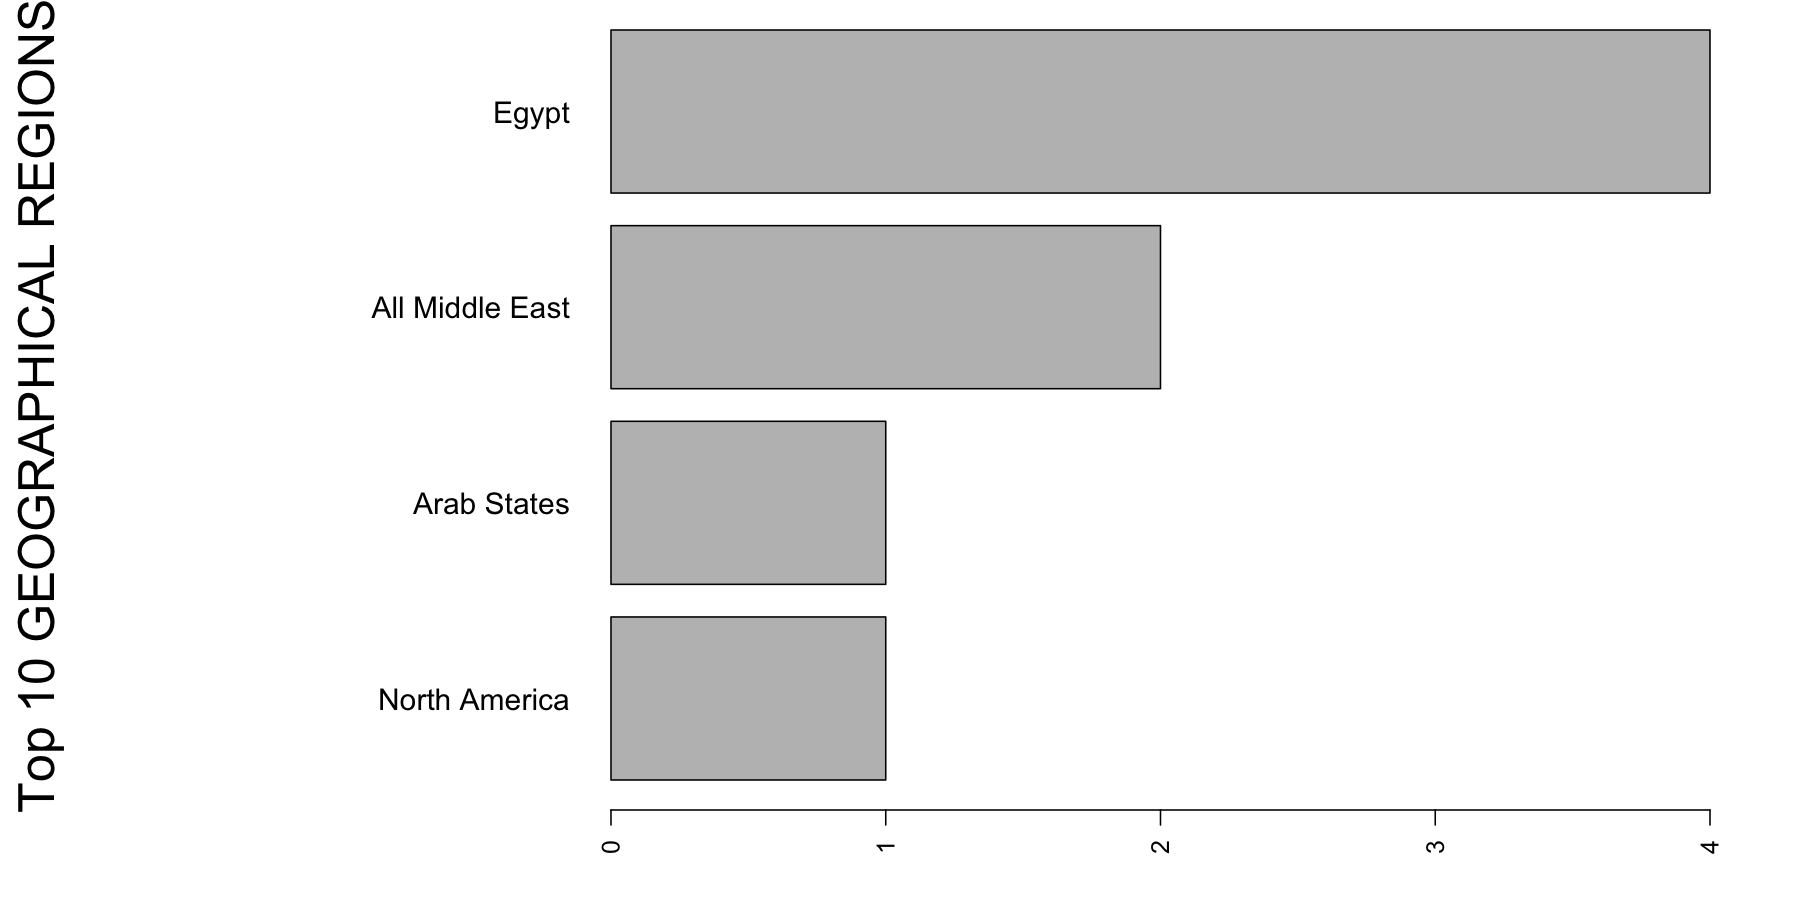 Top 10 GEOGRAPHICAL REGIONS
Egypt
All Middle East
Arab States
North America
0 1 2 3 4